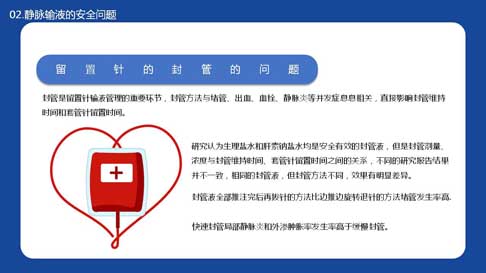 02.静脉输液的安全问题
留置针的封管的问题
封管是留置针输液管理的重要环节，封管方法与堵管、出血、血栓、静脉炎等并发症息息相关，直接影响封管维持
时间和套管针留置时间。
研究认为生理盐水和肝素钠盐水均是安全有效的封管液，但是封管剂量、
浓度与封管维持时间、套管针留置时间之间的关系，不同的研究报告结果
并不一致，相同的封管液，但封管方法不同，效果有明显差异。
封管液全部推注完后再拔针的方法比边推边旋转退针的方法堵管发生率高.
快速封管局部静脉炎和外渗肿胀率发生率高于缓慢封管。